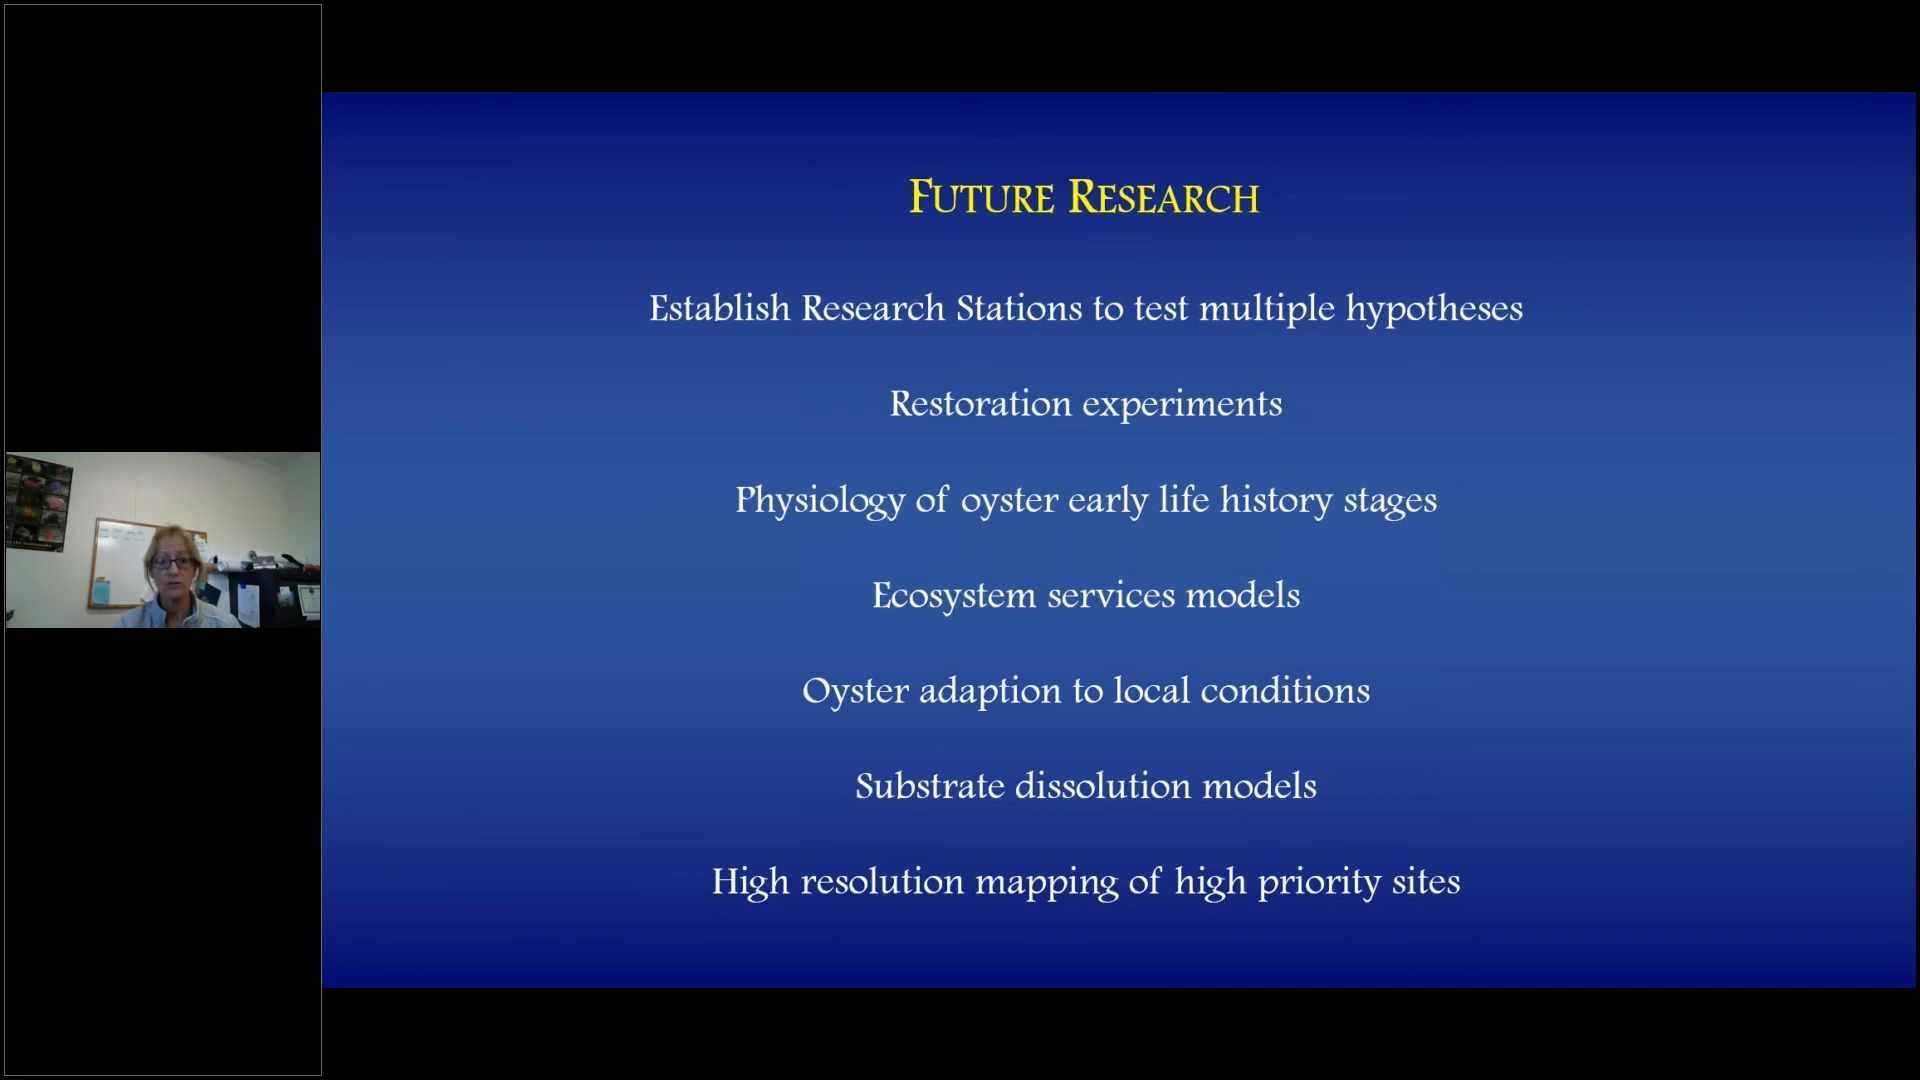 FUTURE RESEARCH
Establish Research Stations to test multiple hypotheses
Restoration experiments
Physiology of oyster early life history stages
Ecosystem services models
Oyster adaption to local conditions
Substrate dissolution models
High resolution mapping of high priority sites